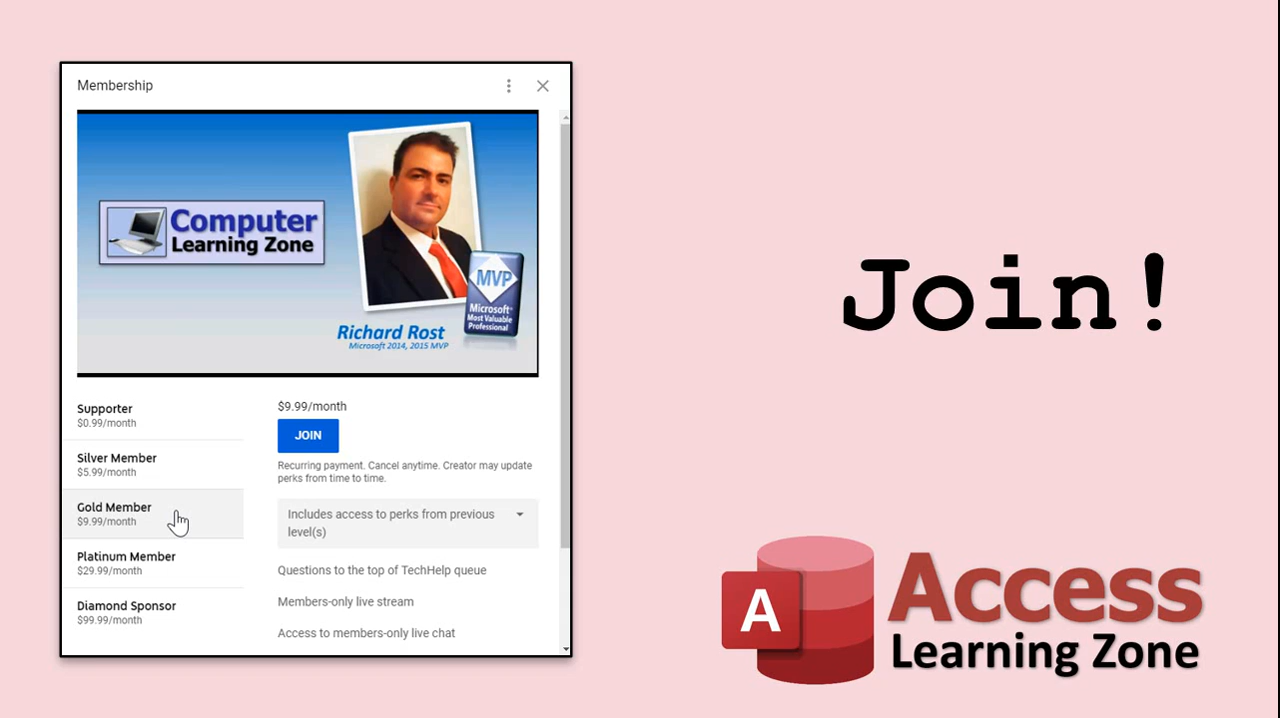 Membership
Computer
Learning Zone
MVP
Microsoft®
Most Valuable
Professional
Richard Rost
Microsoft 2014, 2015 MVP
Supporter
$0.99/month
Silver Member
$5.99/month
Gold Member
$9.99/month
Platinum Member
$29.99/month
Diamond Sponsor
$99.99/month
$9.99/month
JOIN
Recurring payment. Cancel anytime. Creator may update
perks from time to time.
Includes access to perks from previous
level(s)
Questions to the top of TechHelp queue
Members-only live stream
Access to members-only live chat
Join!
A
Access
Learning Zone